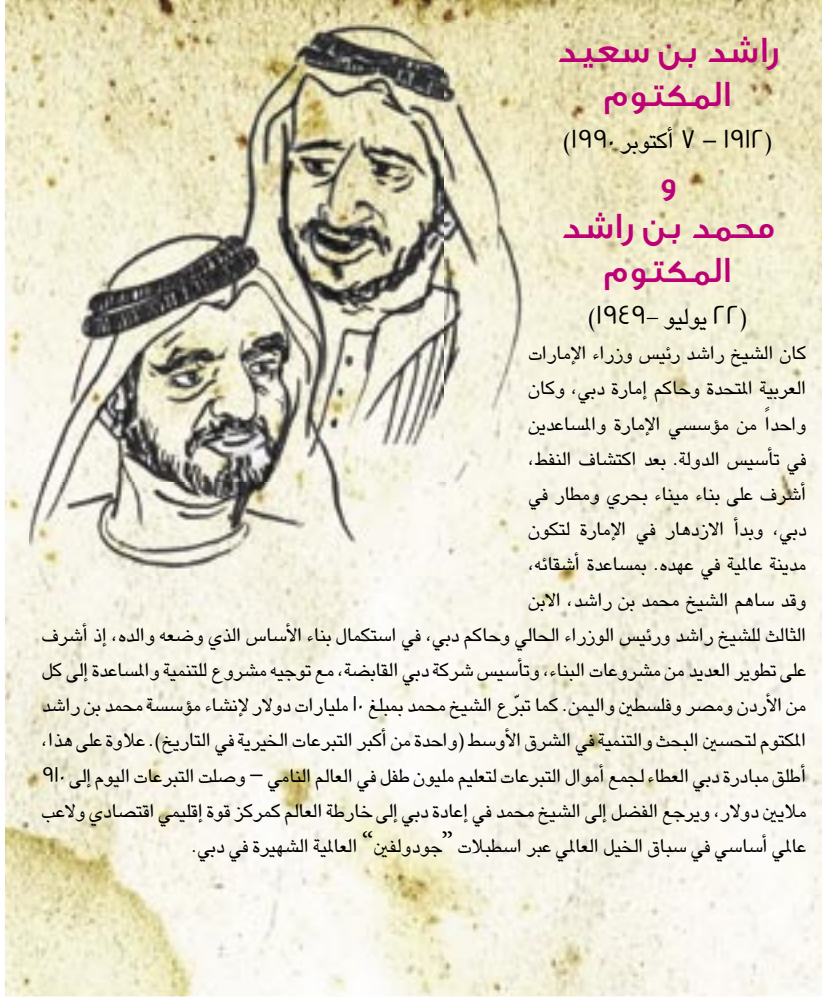 راشد بن سعيد
المكتوم
(١٩١٢ – ٧ أكتوبر ١٩٩٠)
و
محمد بن راشد
المكتوم
(٢٢ يوليو –١٩٤٩)
كان الشيخ راشد رئيس وزراء الإمارات
العربية المتحدة وحاكم إمارة دبي، وكان
واحداً من مؤسسي الإمارة والمساعدين
في تأسيس الدولة. بعد اكتشاف النفط،
أشرف على بناء ميناء بحري ومطار في
دبي، وبدأ الازدهار في الإمارة لتكون
مدينة عالمية في عهده. بمساعدة أشقائه،
وقد ساهم الشيخ محمد بن راشد، الابن
الثالث للشيخ راشد ورئيس الوزراء الحالي وحاكم دبي، في استكمال بناء الأساس الذي وضعه والده، إذ أشرف
على تطوير العديد من مشروعات البناء، وتأسيس شركة دبي القابضة، مع توجيه مشروع للتنمية والمساعدة إلى كل
من الأردن ومصر وفلسطين واليمن. كما تبرّع الشيخ محمد بمبلغ ١٠ مليارات دولار لإنشاء مؤسسة محمد بن راشد
المكتوم لتحسين البحث والتنمية في الشرق الأوسط (واحدة من أكبر التبرعات الخيرية في التاريخ). علاوة على هذا،
أطلق مبادرة دبي العطاء لجمع أموال التبرعات لتعليم مليون طفل في العالم النامي – وصلت التبرعات اليوم إلى ٩١٠
ملايين دولار، ويرجع الفضل إلى الشيخ محمد في إعادة دبي إلى خارطة العالم كمركز قوة إقليمي اقتصادي ولاعب
عالمي أساسي في سباق الخيل العالمي عبر اسطبلات ”جودولفين“ العالمية الشهيرة في دبي.